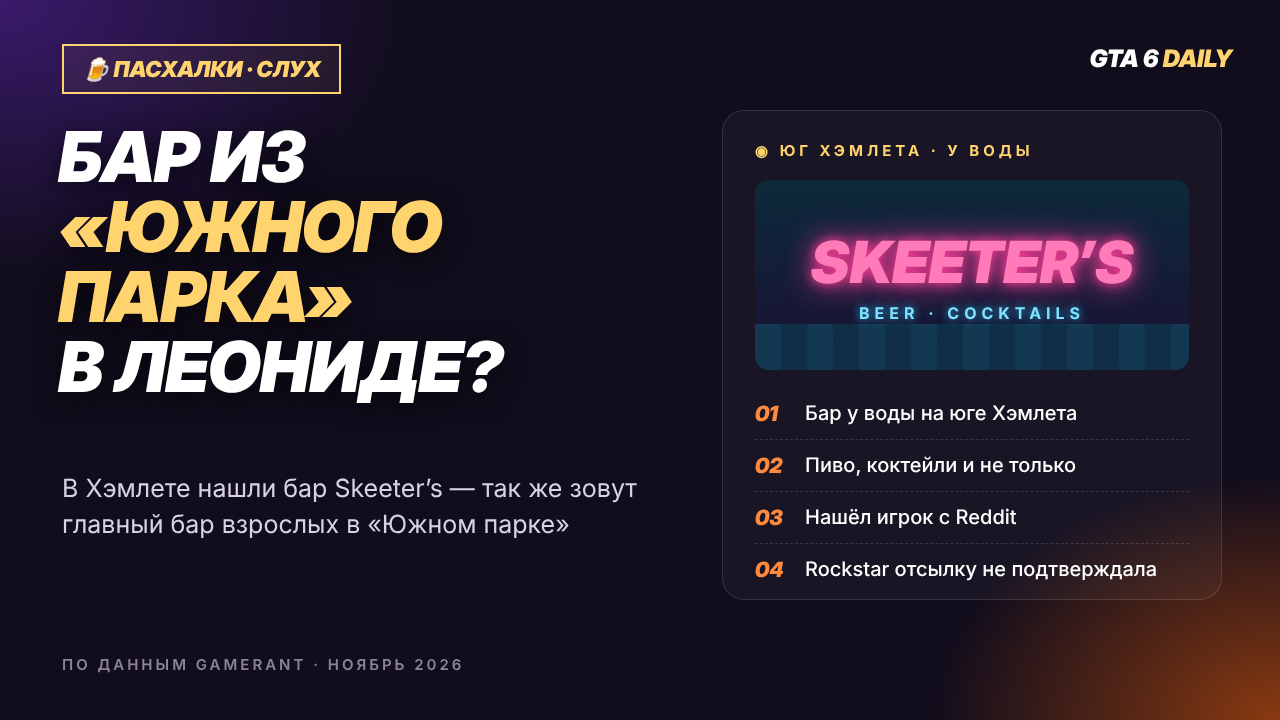 🍺 ПАСХАЛКИ · СЛУХ
GTA 6 DAILY
БАР ИЗ
«ЮЖНОГО
ПАРКА»
В ЛЕОНИДЕ?
В Хэмлете нашли бар Skeeter’s — так же зовут
главный бар взрослых в «Южном парке»
◉ ЮГ ХЭМЛЕТА · У ВОДЫ
SKEETER’S
BEER · COCKTAILS
01 Бар у воды на юге Хэмлета
02 Пиво, коктейли и не только
03 Нашёл игрок с Reddit
04 Rockstar отсылку не подтверждала
ПО ДАННЫМ GAMERANT · НОЯБРЬ 2026